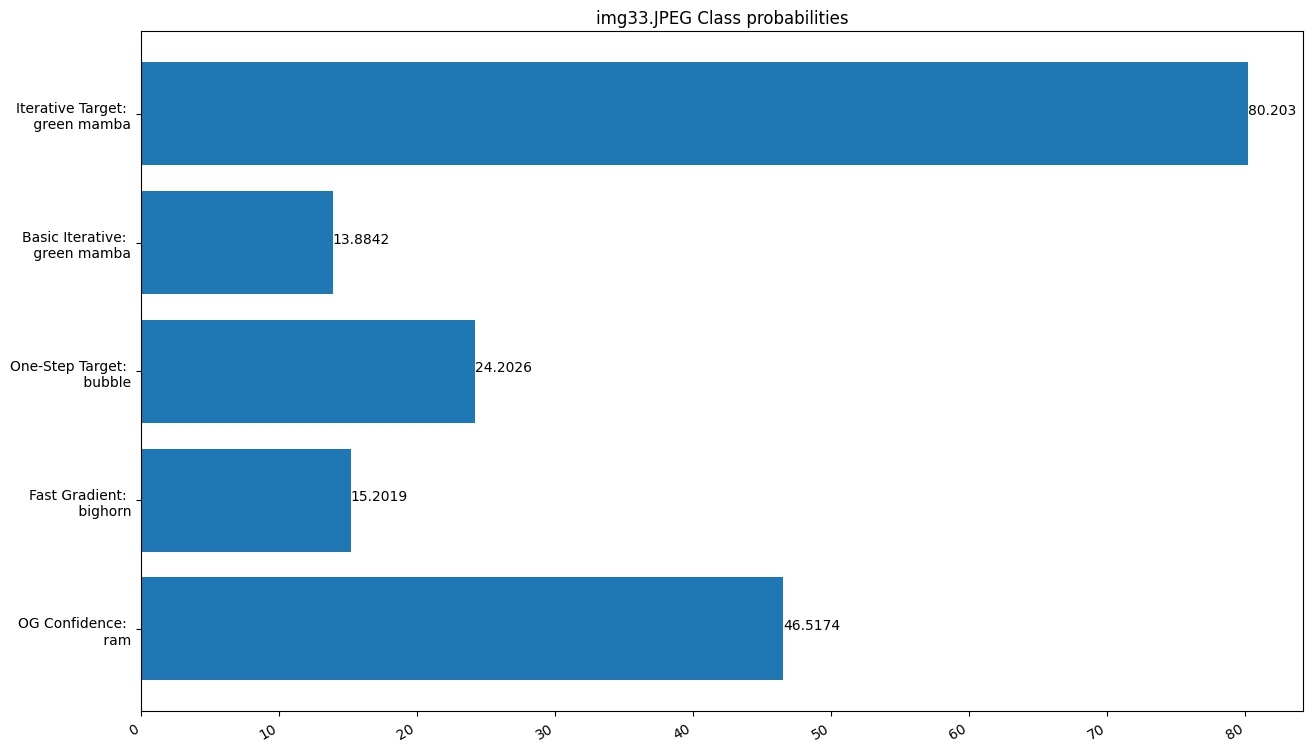 img33.JPEG Class probabilities
Iterative Target:
green mamba
80.203
Basic Iterative:
green mamba
13.8842
One-Step Target:
bubble
24.2026
Fast Gradient:
bighorn
15.2019
OG Confidence:
ram
46.5174
0 10 20 30 40 50 60 70 80